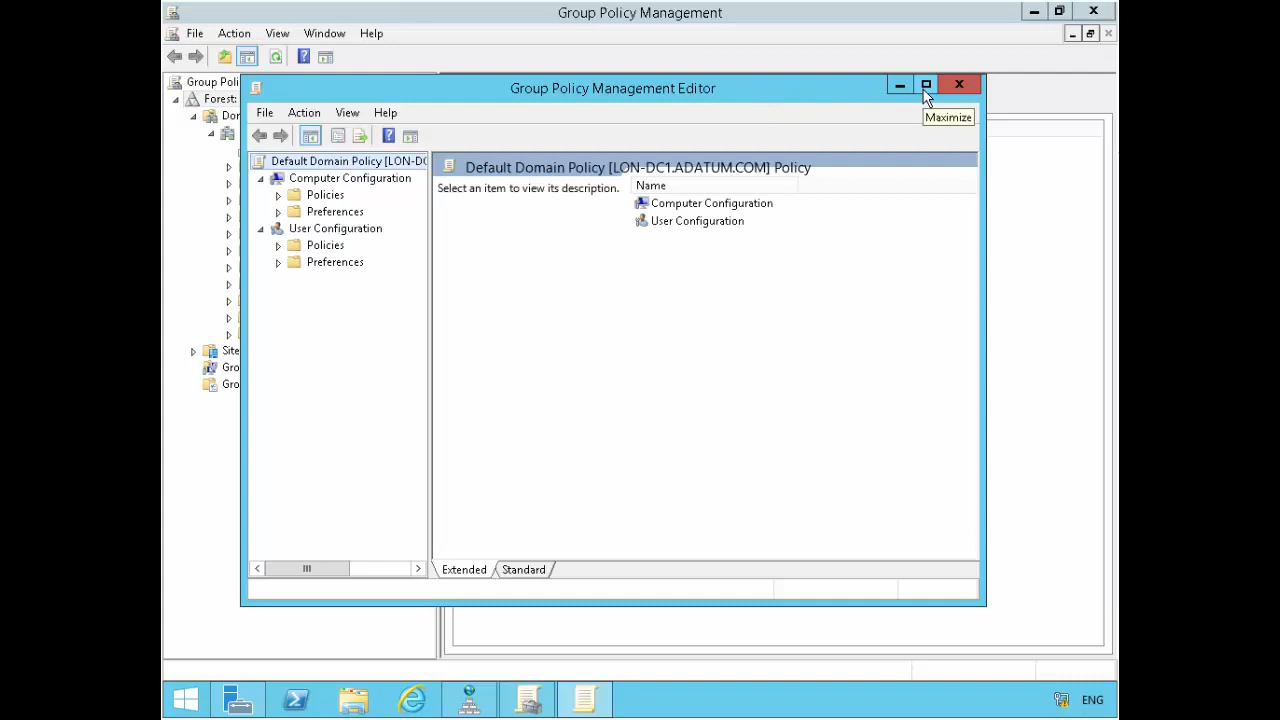 Group Policy Management
File Action View Window Help
Group Poli
Forest:
Dor
Site
Gro
Gro
Group Policy Management Editor
Maximize
File Action View Help
Default Domain Policy [LON-DC
Computer Configuration
Policies
Preferences
User Configuration
Policies
Preferences
Default Domain Policy [LON-DC1.ADATUM.COM] Policy
Select an item to view its description.
Name
Computer Configuration
User Configuration
Extended Standard
ENG